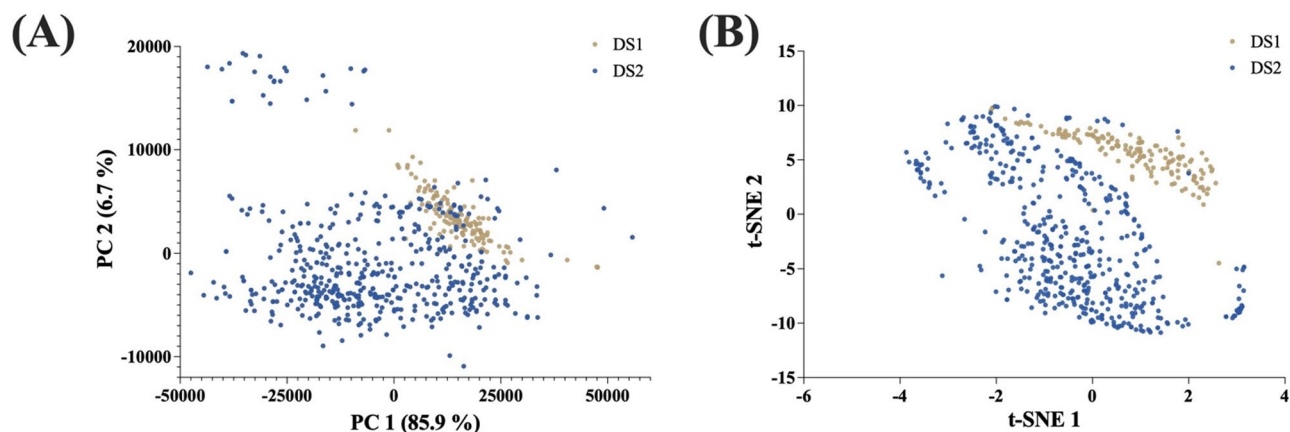 (A)
20000
10000
0
-10000
PC 2 (6.7 %)
-50000 -25000 0 25000 50000
PC 1 (85.9 %)
DS1
DS2
(B)
15
10
5
0
-5
-10
-15
t-SNE 2
-6 -4 -2 0 2 4
t-SNE 1
DS1
DS2